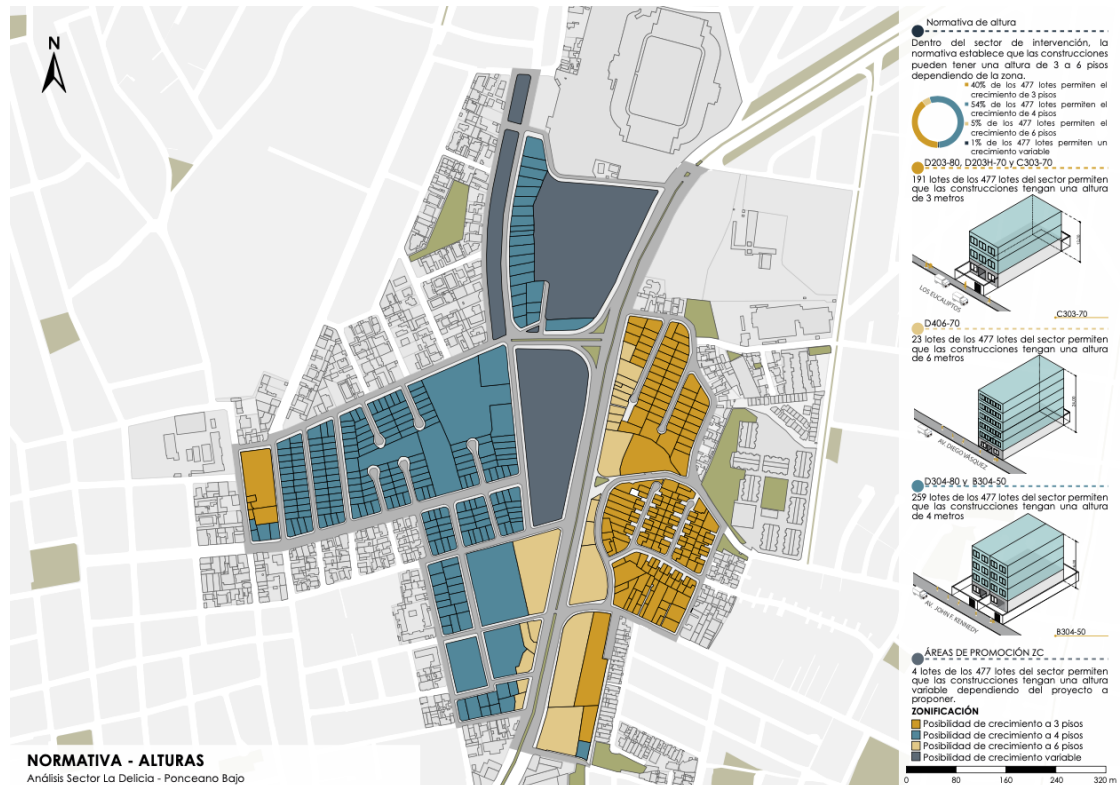 N
NORMATIVA - ALTURAS
Análisis Sector La Delicia - Ponceano Bajo
Normativa de altura
Dentro del sector de intervención, la
normativa establece que las construcciones
pueden tener una altura de 3 a 6 pisos
dependiendo de la zona.
40% de los 477 lotes permiten el
crecimiento de 3 pisos
54% de los 477 lotes permiten el
crecimiento de 4 pisos
5% de los 477 lotes permiten el
crecimiento de 6 pisos
1% de los 477 lotes permiten un
crecimiento variable
D203-80, D203H-70 y C303-70
191 lotes de los 477 lotes del sector permiten
que las construcciones tengan una altura
de 3 metros
LOS EUCALIPTOS
C303-70
D406-70
23 lotes de los 477 lotes del sector permiten
que las construcciones tengan una altura
de 6 metros
AV. DIEGO VÁSQUEZ
D304-80 y B304-50
259 lotes de los 477 lotes del sector permiten
que las construcciones tengan una altura
de 4 metros
AV. JOHN F. KENNEDY
B304-50
ÁREAS DE PROMOCIÓN ZC
4 lotes de los 477 lotes del sector permiten
que las construcciones tengan una altura
variable dependiendo del proyecto a
proponer.
ZONIFICACIÓN
Posibilidad de crecimiento a 3 pisos
Posibilidad de crecimiento a 4 pisos
Posibilidad de crecimiento a 6 pisos
Posibilidad de crecimiento variable
0 80 160 240 320 m